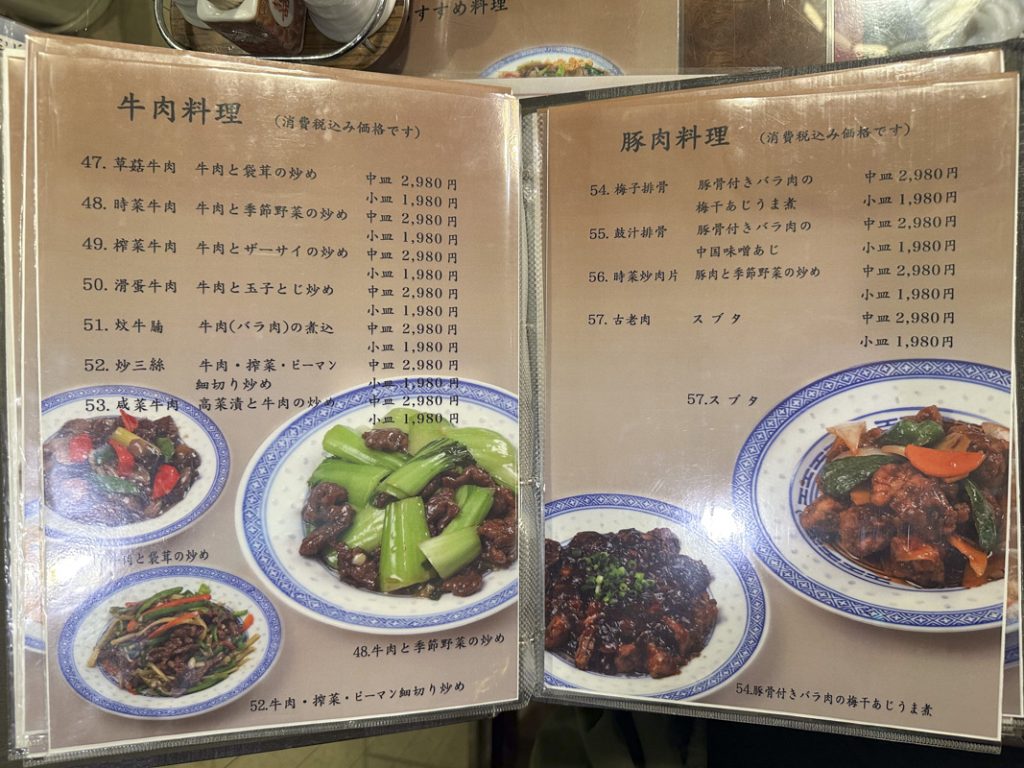 すすめ料理
牛肉料理 (消費税込み価格です)
47. 草菇牛肉 牛肉と袋茸の炒め 中皿 2,980円
小皿 1,980円
48. 時菜牛肉 牛肉と季節野菜の炒め 中皿 2,980円
小皿 1,980円
49. 榨菜牛肉 牛肉とザーサイの炒め 中皿 2,980円
小皿 1,980円
50. 滑蛋牛肉 牛肉と玉子とじ炒め 中皿 2,980円
小皿 1,980円
51. 炆牛腩 牛肉(バラ肉)の煮込 中皿 2,980円
小皿 1,980円
52. 炒三絲 牛肉・搾菜・ピーマン 中皿 2,980円
細切り炒め 小皿 1,980円
53. 咸菜牛肉 高菜漬と牛肉の炒め 中皿 2,980円
小皿 1,980円
肉と袋茸の炒め
48.牛肉と季節野菜の炒め
52.牛肉・搾菜・ピーマン細切り炒め
豚肉料理 (消費税込み価格です)
54. 梅子排骨 豚骨付きバラ肉の 中皿 2,980円
梅干あじうま煮 小皿 1,980円
55. 鼓汁排骨 豚骨付きバラ肉の 中皿 2,980円
中国味噌あじ 小皿 1,980円
56. 時菜炒肉片 豚肉と季節野菜の炒め 中皿 2,980円
小皿 1,980円
57. 古老肉 スブタ 中皿 2,980円
小皿 1,980円
57.スブタ
54.豚骨付きバラ肉の梅干あじうま煮